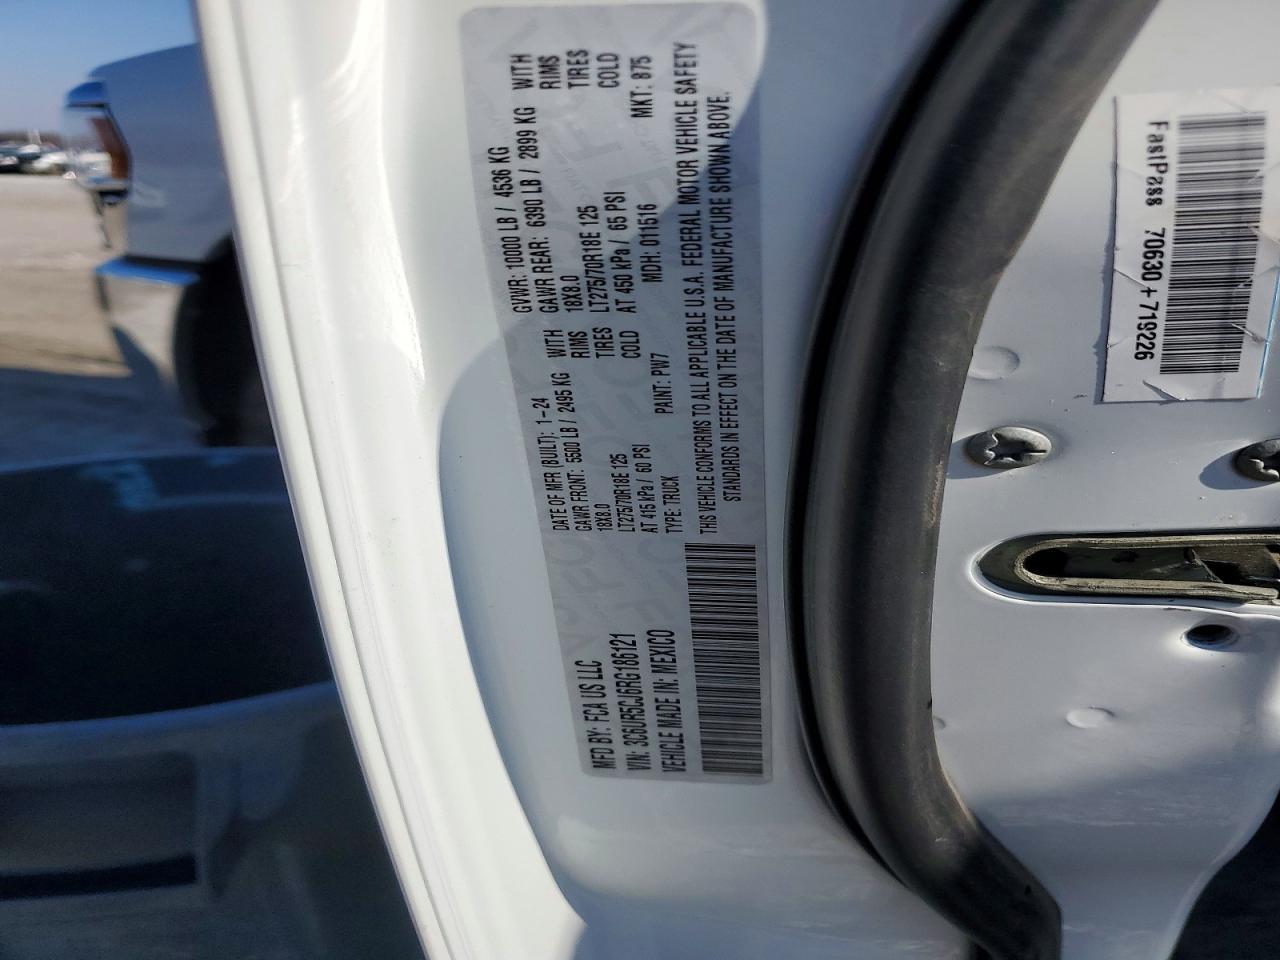 MFD BY: FCA US LLC
DATE OF MFR (BUILT): 1-24
GVWR: 10000 LB / 4536 KG
GAWR FRONT: 5500 LB / 2495 KG WITH
GAWR REAR: 6390 LB / 2899 KG WITH
18X8.0 RIMS
18X8.0 RIMS
LT275/70R18E 125 TIRES
LT275/70R18E 125 TIRES
AT 415 kPa / 60 PSI COLD
AT 450 kPa / 65 PSI COLD
VIN: 3C6UR5CJ6RG186121
TYPE: TRUCK
PAINT: PW7
MDH: 011516
MKT: 875
VEHICLE MADE IN: MEXICO
THIS VEHICLE CONFORMS TO ALL APPLICABLE U.S.A. FEDERAL MOTOR VEHICLE SAFETY
STANDARDS IN EFFECT ON THE DATE OF MANUFACTURE SHOWN ABOVE.
FastPass 70630+719226